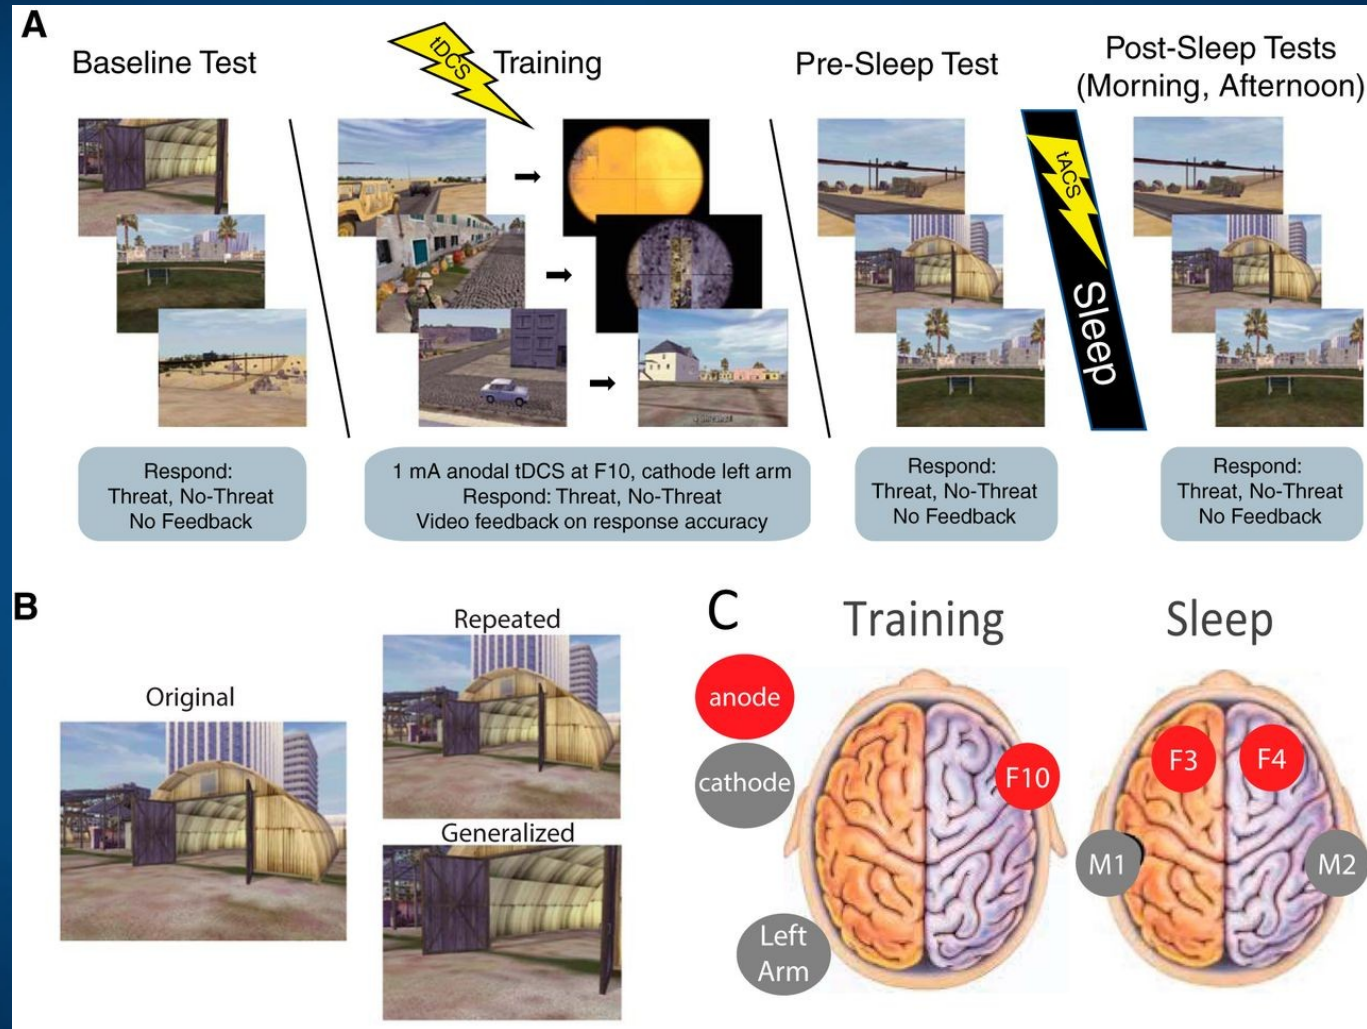 A
Baseline Test
tDCS
Training
Pre-Sleep Test
Post-Sleep Tests
(Morning, Afternoon)
tACS
Sleep
Respond:
Threat, No-Threat
No Feedback
1 mA anodal tDCS at F10, cathode left arm
Respond: Threat, No-Threat
Video feedback on response accuracy
Respond:
Threat, No-Threat
No Feedback
Respond:
Threat, No-Threat
No Feedback
B
Original
Repeated
Generalized
C
Training
Sleep
anode
cathode
F10
Left
Arm
F3
F4
M1
M2